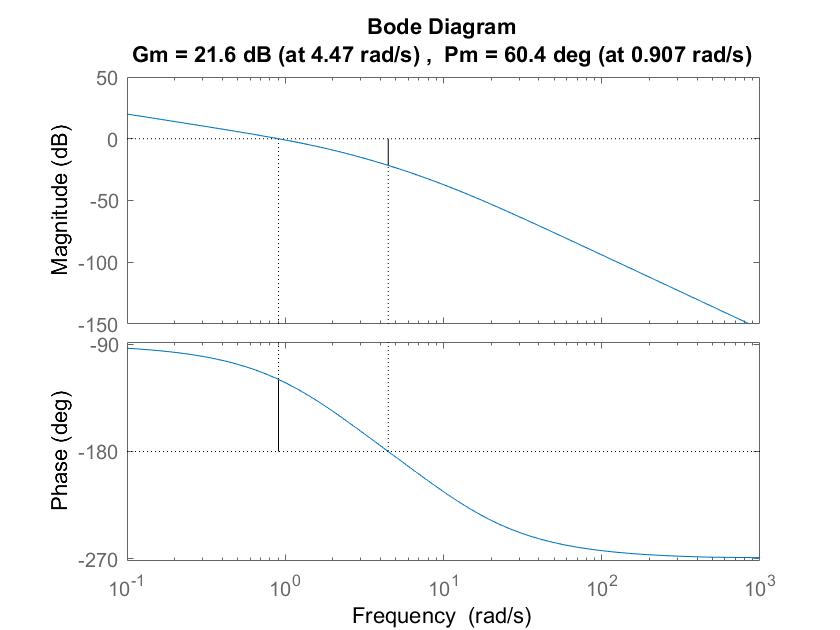 Bode Diagram
Gm = 21.6 dB (at 4.47 rad/s) ,  Pm = 60.4 deg (at 0.907 rad/s)
50
0
-50
-100
-150
Magnitude (dB)
-90
-180
-270
Phase (deg)
10^-1 10^0 10^1 10^2 10^3
Frequency  (rad/s)